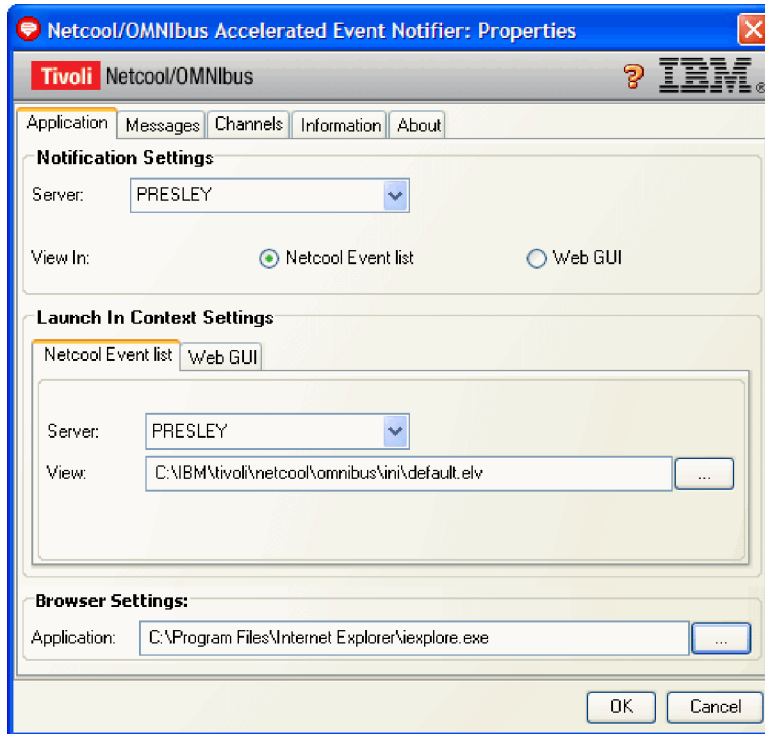 Netcool/OMNIbus Accelerated Event Notifier: Properties
Tivoli Netcool/OMNIbus ? IBM®
Application Messages Channels Information About
Notification Settings
Server: PRESLEY
View In: Netcool Event list Web GUI
Launch In Context Settings
Netcool Event list Web GUI
Server: PRESLEY
View: C:\IBM\tivoli\netcool\omnibus\ini\default.elv ...
Browser Settings:
Application: C:\Program Files\Internet Explorer\iexplore.exe ...
OK Cancel